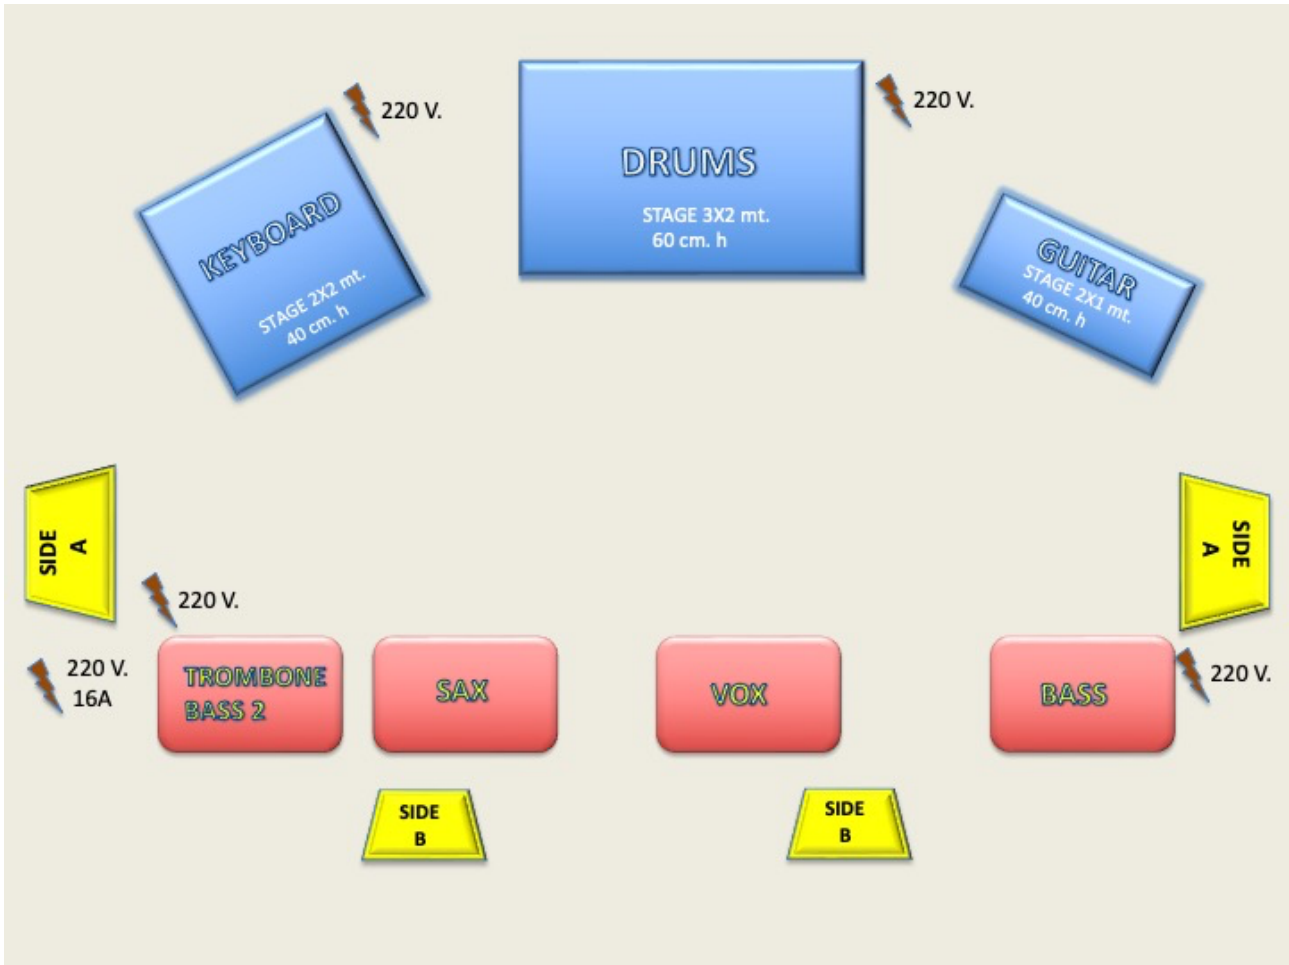 220 V.
220 V.
DRUMS
STAGE 3X2 mt.
60 cm. h
KEYBOARD
STAGE 2X2 mt.
40 cm. h
GUITAR
STAGE 2X1 mt.
40 cm. h
SIDE
A
SIDE
A
220 V.
220 V.
16A
TROMBONE
BASS 2
SAX
VOX
BASS
220 V.
SIDE
B
SIDE
B